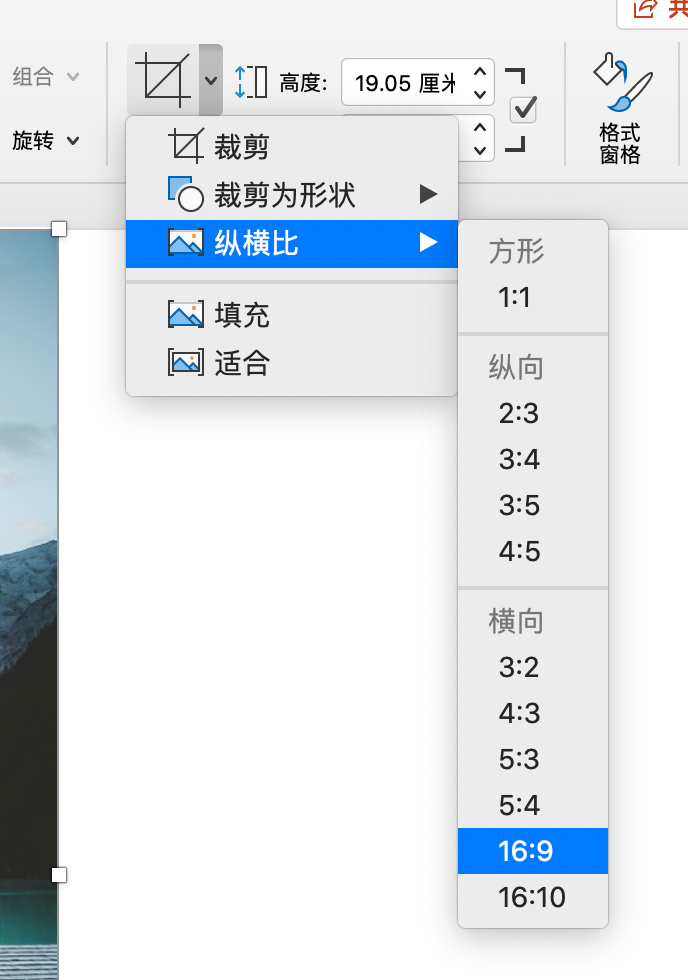 共
组合
高度:
19.05 厘米
旋转
格式
窗格
裁剪
裁剪为形状
纵横比
填充
适合
方形
1:1
纵向
2:3
3:4
3:5
4:5
横向
3:2
4:3
5:3
5:4
16:9
16:10